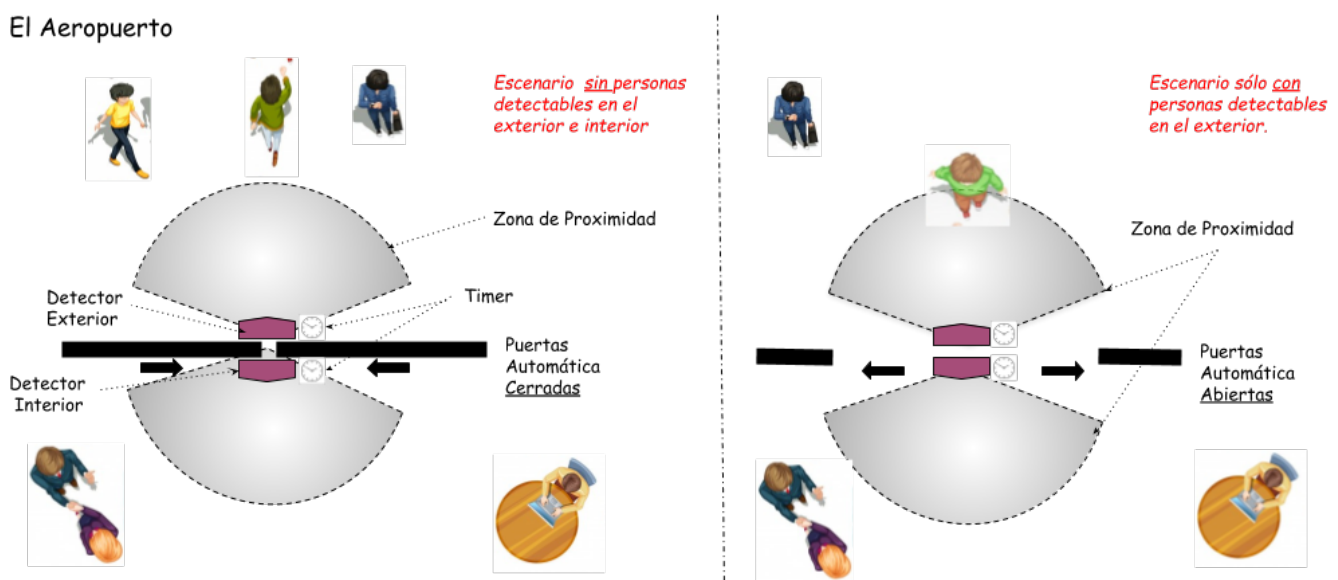 El Aeropuerto
Escenario sin personas
detectables en el
exterior e interior
Zona de Proximidad
Detector
Exterior
Timer
Puertas
Automática
Cerradas
Detector
Interior
Escenario sólo con
personas detectables
en el exterior.
Zona de Proximidad
Puertas
Automática
Abiertas